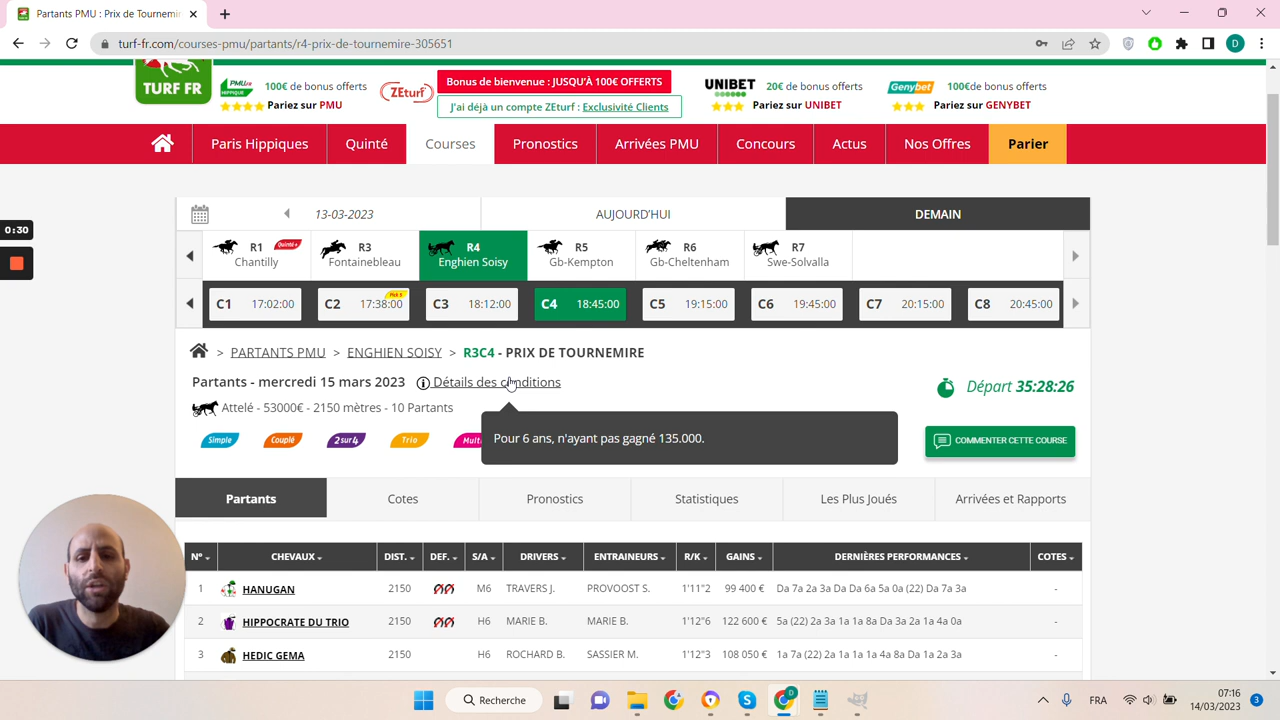 Partants PMU : Prix de Tournemire
turf-fr.com/courses-pmu/partants/r4-prix-de-tournemire-305651
D
TURF FR
100€ de bonus offerts
Pariez sur PMU
ZEturf
Bonus de bienvenue : JUSQU'À 100€ OFFERTS
J'ai déjà un compte ZEturf : Exclusivité Clients
UNIBET
20€ de bonus offerts
Pariez sur UNIBET
Genybet
100€de bonus offerts
Pariez sur GENYBET
Paris Hippiques
Quinté
Courses
Pronostics
Arrivées PMU
Concours
Actus
Nos Offres
Parier
0:30
13-03-2023
AUJOURD'HUI
DEMAIN
R1 Quinté+
Chantilly
R3
Fontainebleau
R4
Enghien Soisy
R5
Gb-Kempton
R6
Gb-Cheltenham
R7
Swe-Solvalla
C1 17:02:00
C2 17:38:00 Pick 5
C3 18:12:00
C4 18:45:00
C5 19:15:00
C6 19:45:00
C7 20:15:00
C8 20:45:00
> PARTANTS PMU > ENGHIEN SOISY > R3C4 - PRIX DE TOURNEMIRE
Partants - mercredi 15 mars 2023 Détails des conditions
Départ 35:28:26
Attelé - 53000€ - 2150 mètres - 10 Partants
Pour 6 ans, n'ayant pas gagné 135.000.
Simple Couplé 2sur4 Trio
COMMENTER CETTE COURSE
Partants Cotes Pronostics Statistiques Les Plus Joués Arrivées et Rapports
N° CHEVAUX DIST. DEF. S/A DRIVERS ENTRAINEURS R/K GAINS DERNIÈRES PERFORMANCES COTES
1 HANUGAN 2150 M6 TRAVERS J. PROVOOST S. 1'11"2 99 400 € Da 7a 2a 3a Da Da 6a 5a 0a (22) Da 7a 3a -
2 HIPPOCRATE DU TRIO 2150 H6 MARIE B. MARIE B. 1'12"6 122 600 € 5a (22) 2a 3a 1a 1a 8a Da 3a 2a 1a 4a 0a -
3 HEDIC GEMA 2150 H6 ROCHARD B. SASSIER M. 1'12"3 108 050 € 1a 7a (22) 2a 1a 1a 1a 4a 8a Da 1a 2a 3a -
Recherche
FRA
07:16
14/03/2023
3